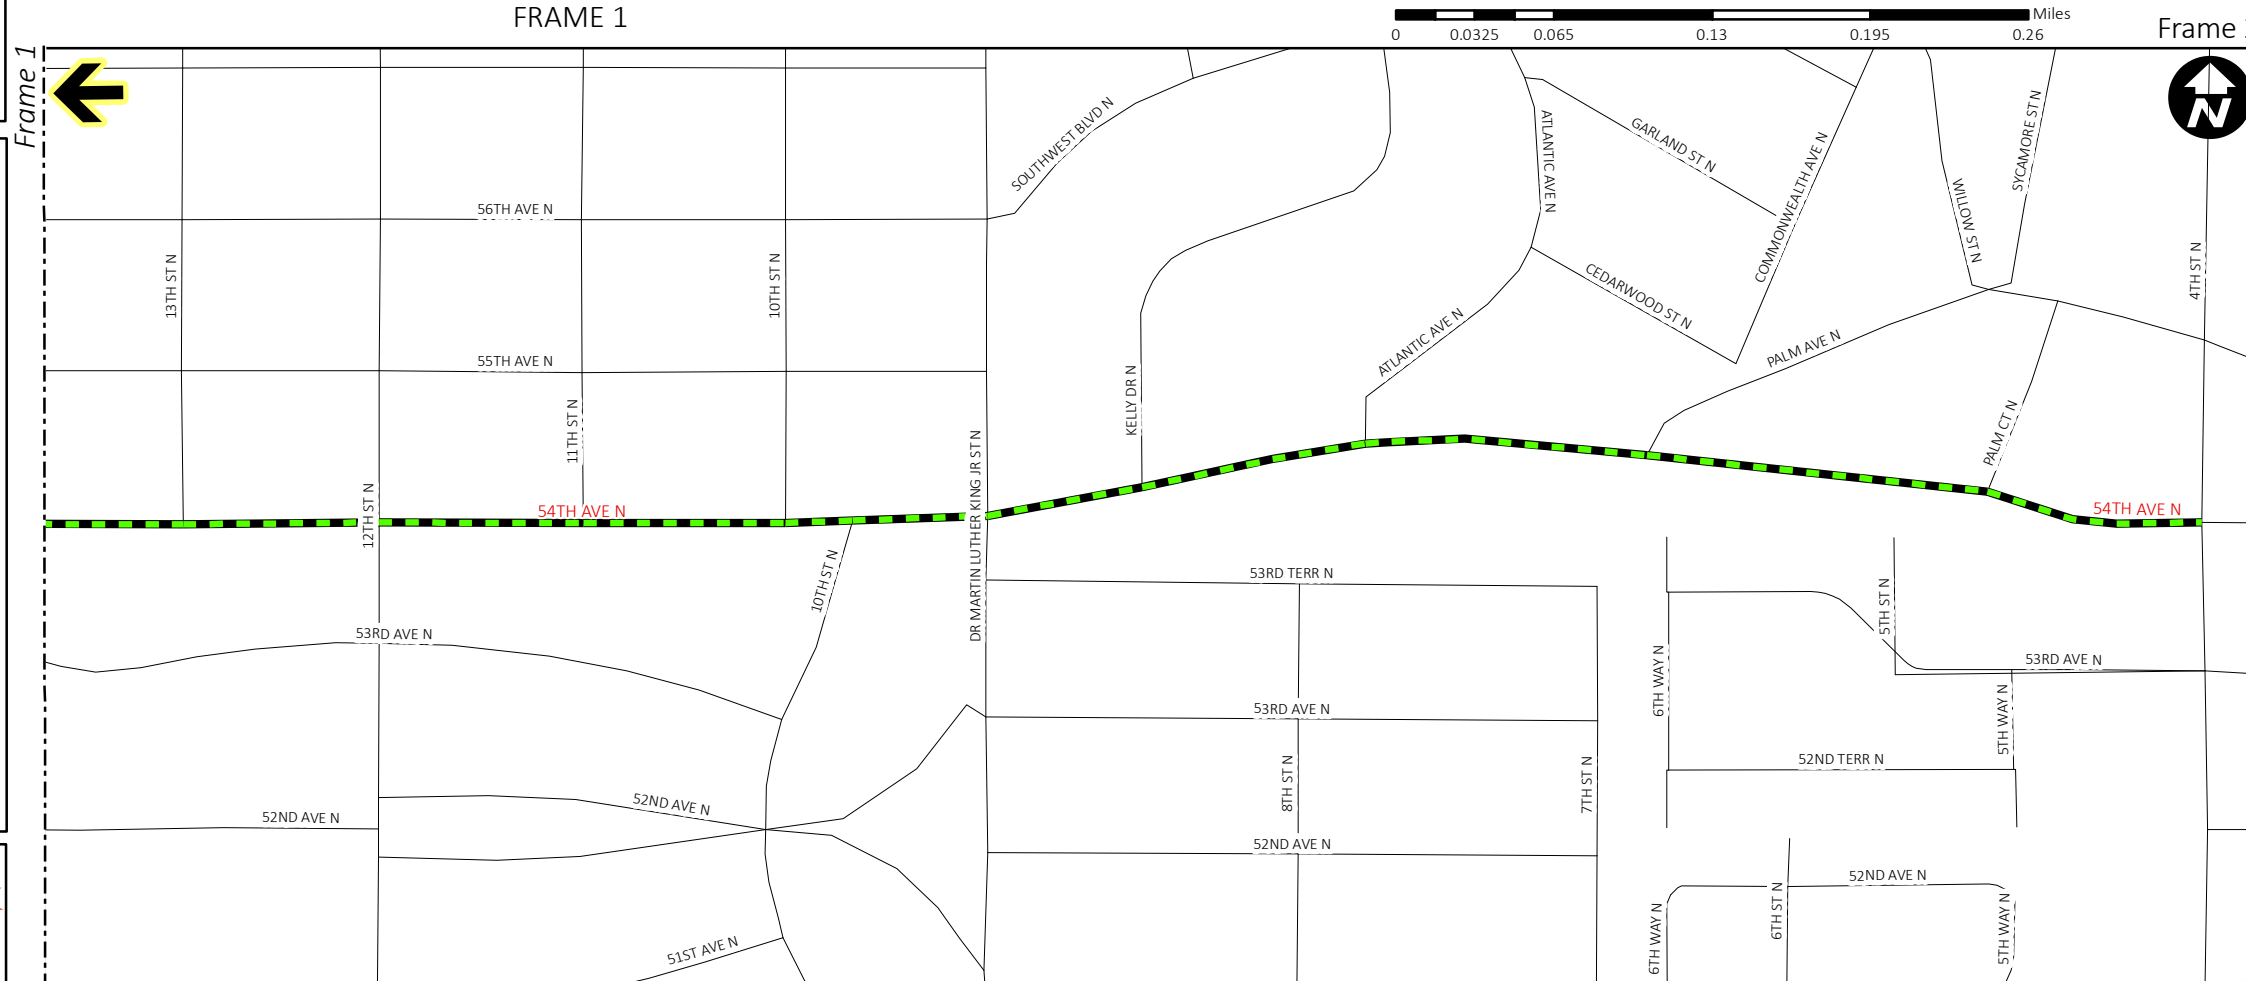 FRAME 1
Miles
0 0.0325 0.065 0.13 0.195 0.26
Frame
Frame 1
N
SOUTHWEST BLVD N
ATLANTIC AVE N
GARLAND ST N
COMMONWEALTH AVE N
WILLOW ST N
SYCAMORE ST N
56TH AVE N
13TH ST N
10TH ST N
4TH ST N
CEDARWOOD ST N
ATLANTIC AVE N
PALM AVE N
55TH AVE N
11TH ST N
KELLY DR N
PALM CT N
12TH ST N
54TH AVE N
DR MARTIN LUTHER KING JR ST N
54TH AVE N
10TH ST N
53RD TERR N
5TH ST N
53RD AVE N
6TH WAY N
53RD AVE N
5TH WAY N
53RD AVE N
52ND TERR N
8TH ST N
7TH ST N
52ND AVE N
52ND AVE N
52ND AVE N
52ND AVE N
6TH WAY N
6TH ST N
5TH WAY N
51ST AVE N